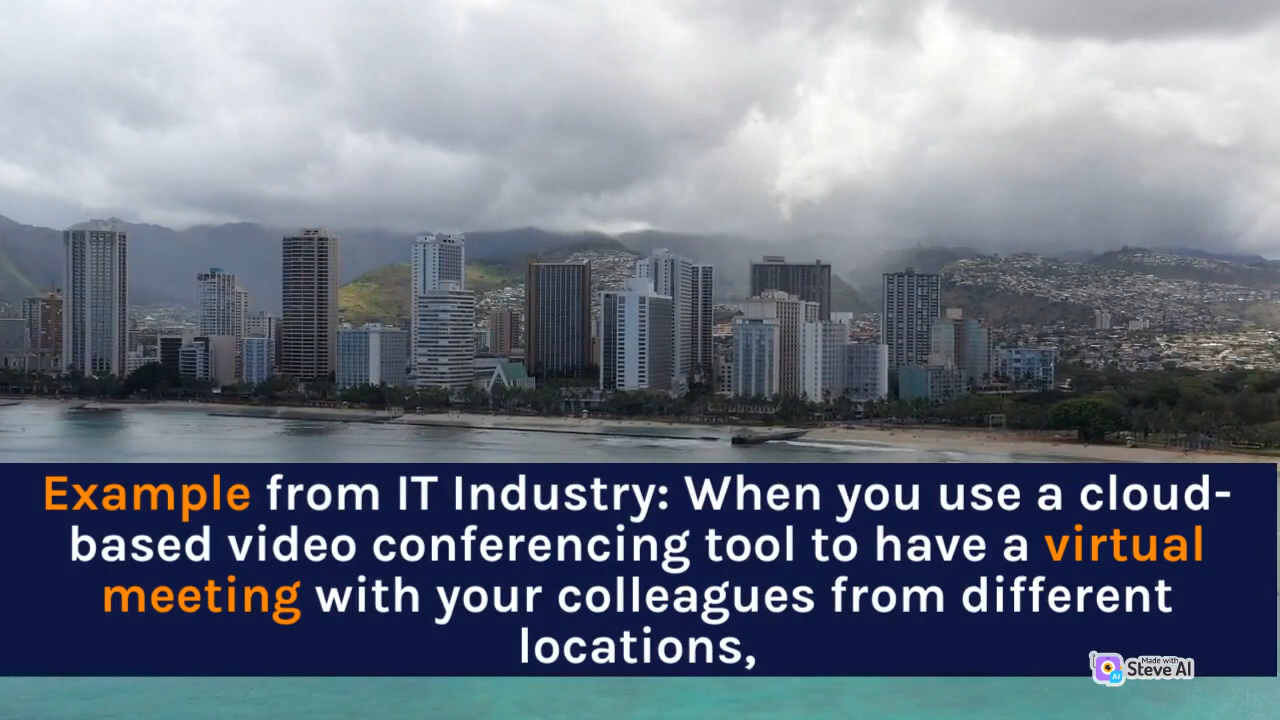 Example from IT Industry: When you use a cloud-
based video conferencing tool to have a virtual
meeting with your colleagues from different
locations,
Made with
Steve AI
AI